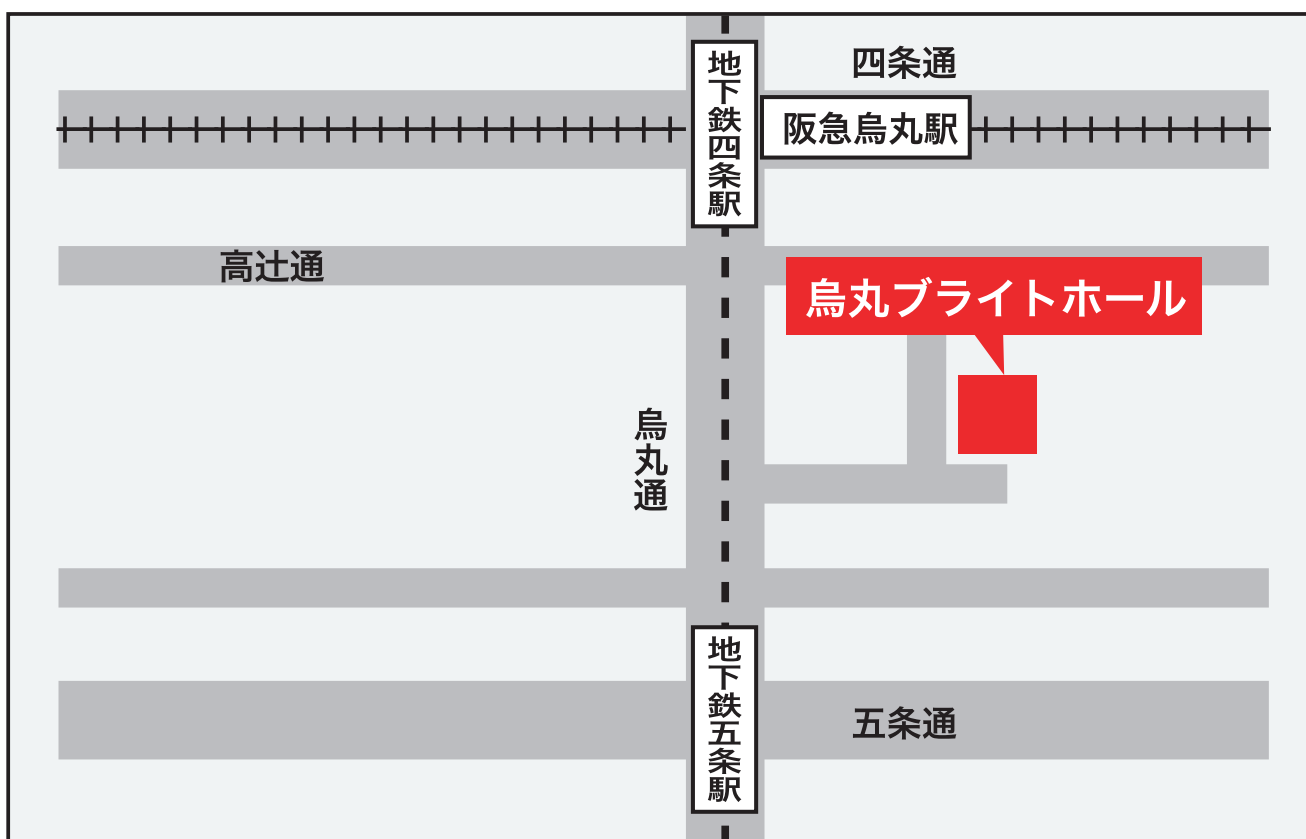 四条通
地下鉄四条駅
阪急烏丸駅
高辻通
烏丸ブライトホール
烏丸通
地下鉄五条駅
五条通